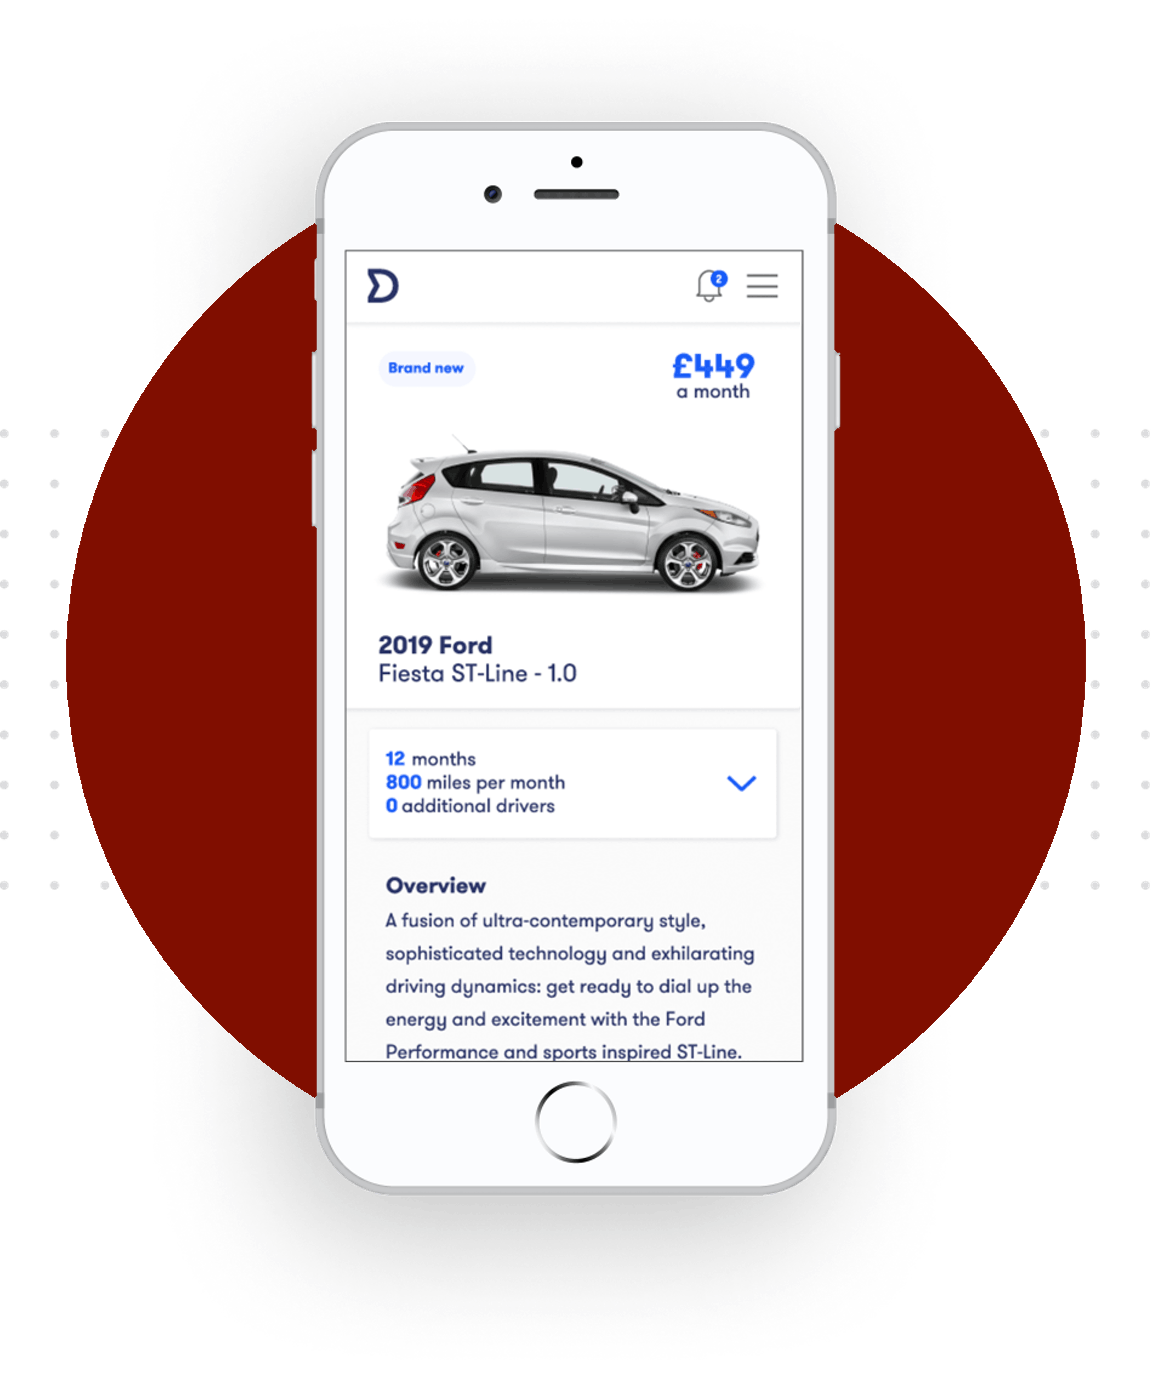 D
2
Brand new
£449
a month
2019 Ford
Fiesta ST-Line - 1.0
12 months
800 miles per month
0 additional drivers
Overview
A fusion of ultra-contemporary style,
sophisticated technology and exhilarating
driving dynamics: get ready to dial up the
energy and excitement with the Ford
Performance and sports inspired ST-Line.